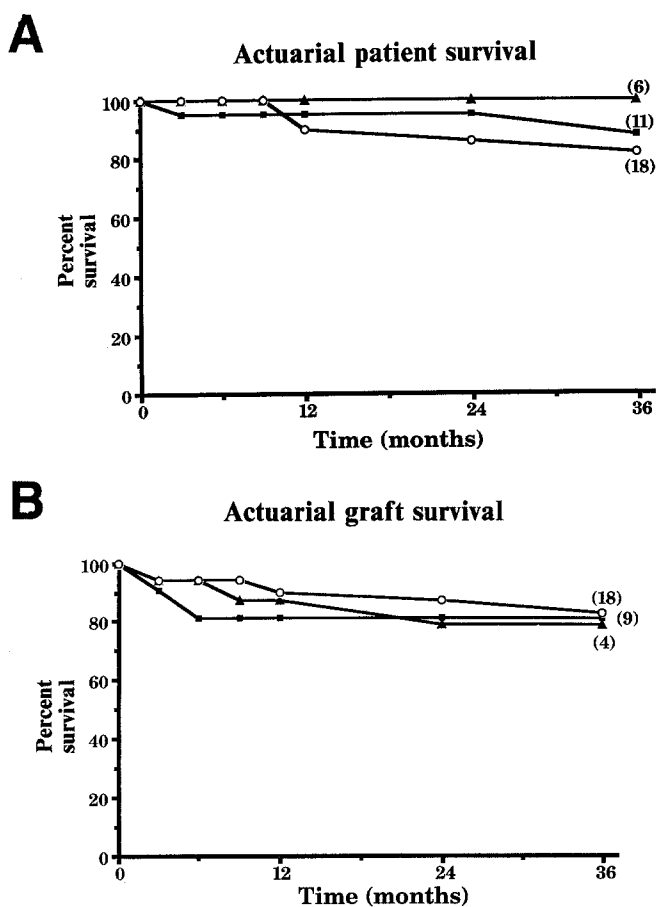 A
Actuarial patient survival
100
80
60
40
20
0
Percent
survival
(6)
(11)
(18)
0 12 24 36
Time (months)
B
Actuarial graft survival
100
80
60
40
20
0
Percent
survival
(18)
(9)
(4)
0 12 24 36
Time (months)